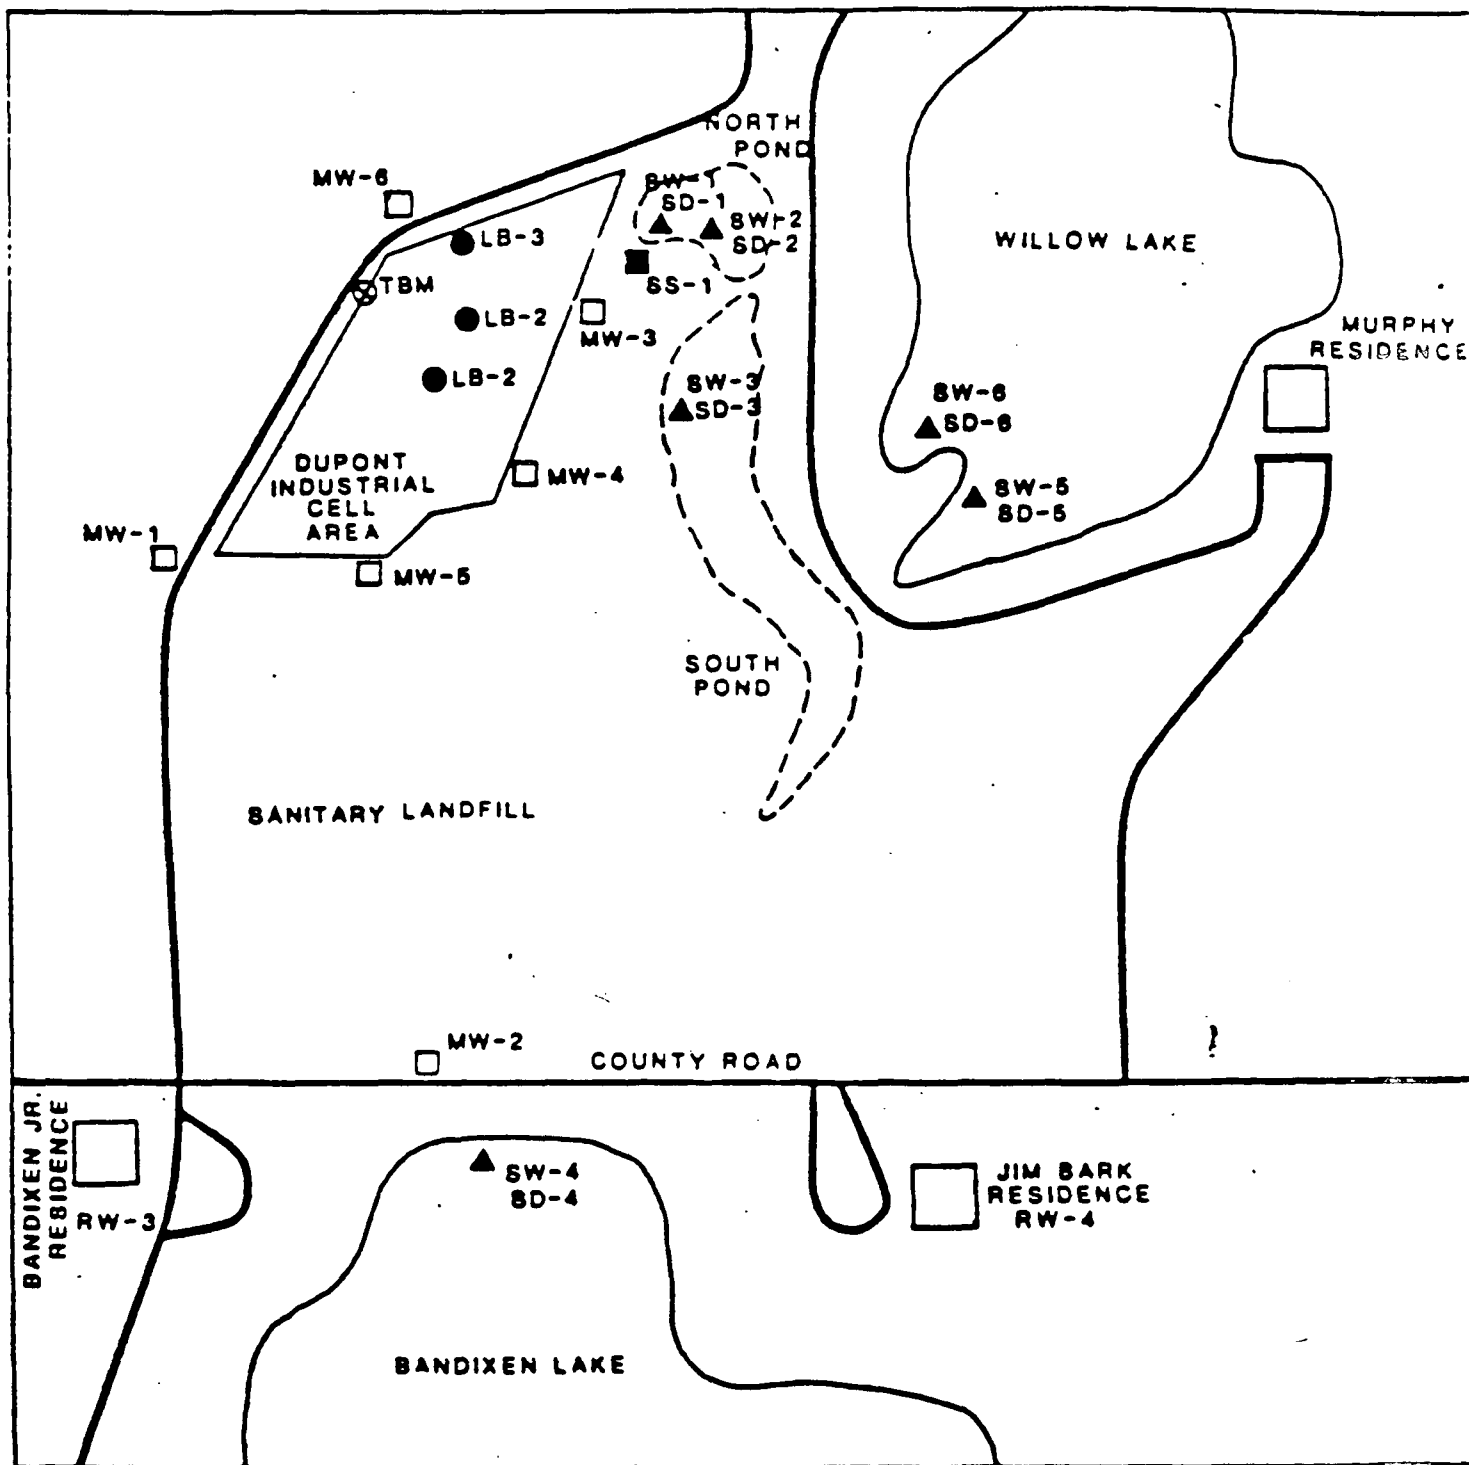 NORTH
POND
MW-6
SW-1
SD-1
SW-2
SD-2
LB-3
WILLOW LAKE
TBM
SS-1
LB-2
MW-3
MURPHY
RESIDENCE
LB-2
SW-3
SD-3
SW-6
SD-6
DUPONT
INDUSTRIAL
CELL
AREA
MW-4
SW-5
SD-5
MW-1
MW-5
SOUTH
POND
SANITARY LANDFILL
MW-2
COUNTY ROAD
BANDIXEN JR.
RESIDENCE
RW-3
SW-4
SD-4
JIM BARK
RESIDENCE
RW-4
BANDIXEN LAKE